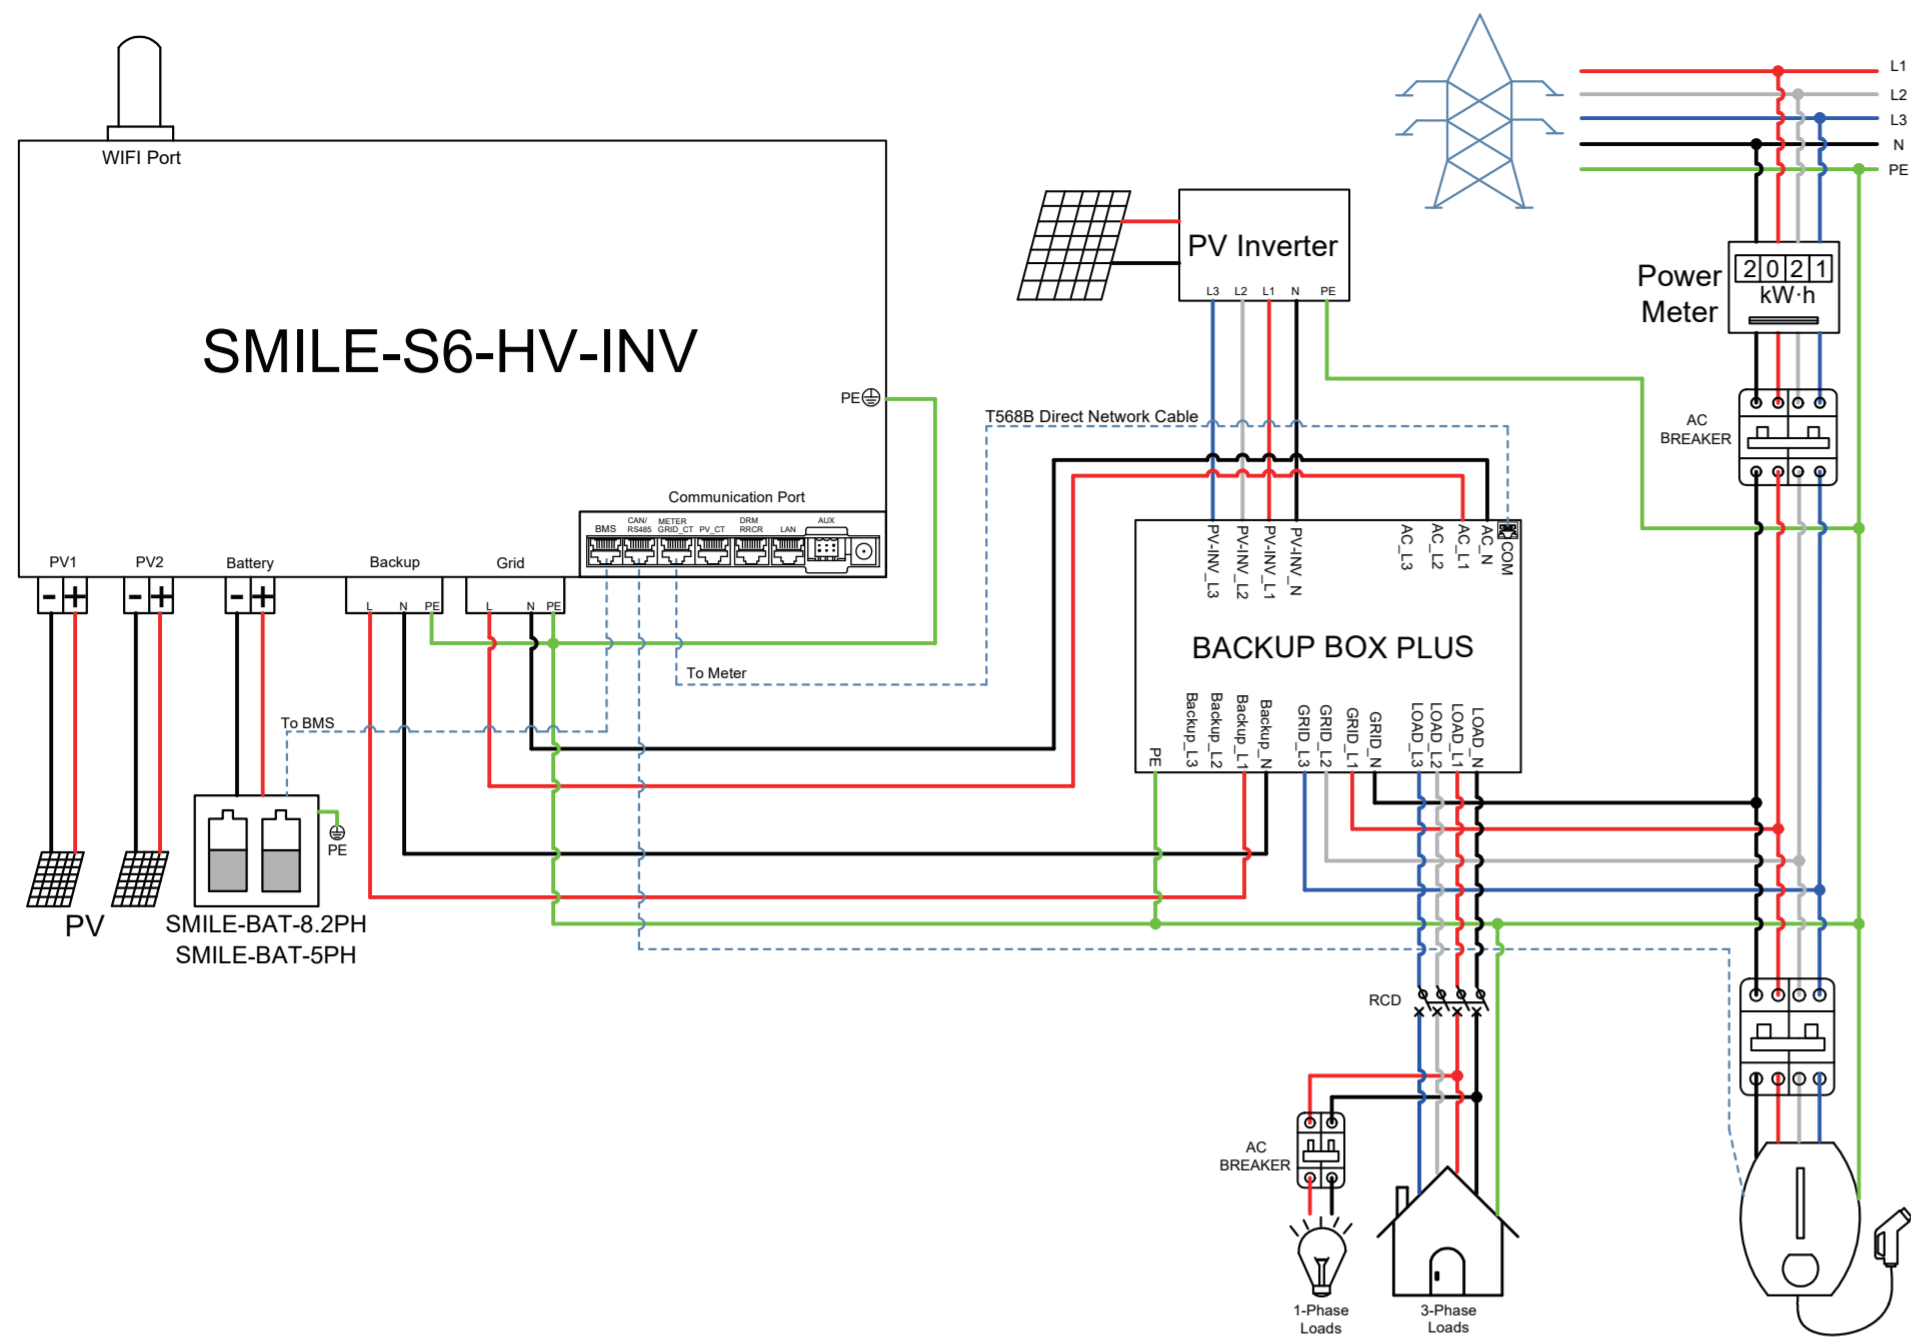 WIFI Port
SMILE-S6-HV-INV
PE
Communication Port
BMS
CAN/
RS485
METER
GRID_CT
PV_CT
DRM
RRCR
LAN
AUX
PV1
PV2
Battery
Backup
Grid
- +
- +
- +
L N PE
L N PE
To Meter
To BMS
PE
PV
SMILE-BAT-8.2PH
SMILE-BAT-5PH
L1
L2
L3
N
PE
PV Inverter
L3 L2 L1 N PE
Power
Meter
2 0 2 1
kW·h
AC
BREAKER
T568B Direct Network Cable
PV-INV_L3
PV-INV_L2
PV-INV_L1
PV-INV_N
AC_L3
AC_L2
AC_L1
AC_N
COM
BACKUP BOX PLUS
PE
Backup_L3
Backup_L2
Backup_L1
Backup_N
GRID_L3
GRID_L2
GRID_L1
GRID_N
LOAD_L3
LOAD_L2
LOAD_L1
LOAD_N
RCD
AC
BREAKER
1-Phase
Loads
3-Phase
Loads